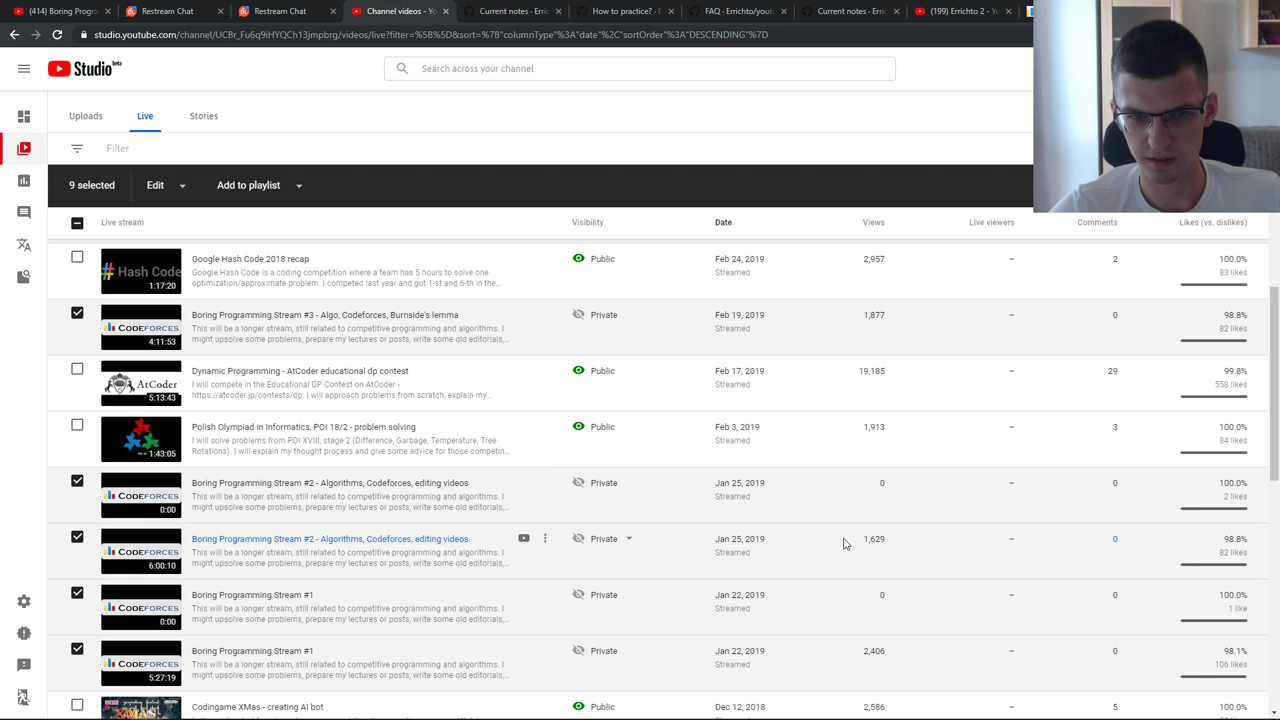 (414) Boring Progra
Restream Chat
Restream Chat
Channel videos - Yo
Current notes - Erric
How to practice? - E
FAQ - Errichto/youtu
Current notes - Erric
(199) Errichto 2 - Yo
studio.youtube.com/channel/UCBr_Fu6q9iHYQCh13jmpbrg/videos/live?filter=%5B%5D&sort=%7B"columnType"%3A"date"%2C"sortOrder"%3A"DESCENDING"%7D
Studio beta
Search across your channel
Uploads
Live
Stories
Filter
9 selected
Edit
Add to playlist
Live stream
Visibility
Date
Views
Live viewers
Comments
Likes (vs. dislikes)
Hash Code
1:17:20
Google Hash Code 2018 recap
Google Hash Code is a coding competition where a team has 5 hours to solve one
optimization/approximate problem. I competed last year and got 1-st and 6-th in the...
Public
Feb 24, 2019
Streamed
2,957
–
2
100.0%
83 likes
CODEFORCES
4:11:53
Boring Programming Stream #3 - Algo, Codeforces, Burnside's lemma
This will be a longer stream, still related to competitive programming and algorithms. I
might upsolve some problems, prepare my lectures or posts, write some old editorials,...
Private
Feb 19, 2019
Streamed
1,877
–
0
98.8%
82 likes
AtCoder
5:13:43
Dynamic Programming - AtCoder educational dp contest
I will compete in the Educational DP Contest on AtCoder -
https://atcoder.jp/contests/dp. I will approach problems from scratch, explain my...
Public
Feb 17, 2019
Streamed
19,185
–
29
99.8%
558 likes
1:43:05
Polish Olympiad in Informatics, POI 18/2 - problem solving
I will solve problems from POI XVIII, stage 2 (Difference, Garbage, Temperature, Tree
Rotations). I will explain my thought process and give some advice for those competin...
Public
Feb 3, 2019
Streamed
1,913
–
3
100.0%
84 likes
CODEFORCES
0:00
Boring Programming Stream #2 - Algorithms, Codeforces, editing videos
This will be a longer stream, still related to competitive programming and algorithms. I
might upsolve some problems, prepare my lectures or posts, write some old editorials,...
Private
Jan 25, 2019
Streamed
0
–
0
100.0%
2 likes
CODEFORCES
6:00:10
Boring Programming Stream #2 - Algorithms, Codeforces, editing videos
This will be a longer stream, still related to competitive programming and algorithms. I
might upsolve some problems, prepare my lectures or posts, write some old editorials,...
Private
Jan 25, 2019
Streamed
1,629
–
0
98.8%
82 likes
CODEFORCES
0:00
Boring Programming Stream #1
This will be a longer stream, still related to competitive programming and algorithms. I
might upsolve some problems, prepare my lectures or posts, write some old editorials,...
Private
Jan 22, 2019
Streamed
0
–
0
100.0%
1 like
CODEFORCES
5:27:19
Boring Programming Stream #1
This will be a longer stream, still related to competitive programming and algorithms. I
might upsolve some problems, prepare my lectures or posts, write some old editorials,...
Private
Jan 22, 2019
Streamed
2,406
–
0
98.1%
106 likes
Codingame XMas - creating AI bot
Public
Dec 12, 2018
2,586
–
5
100.0%